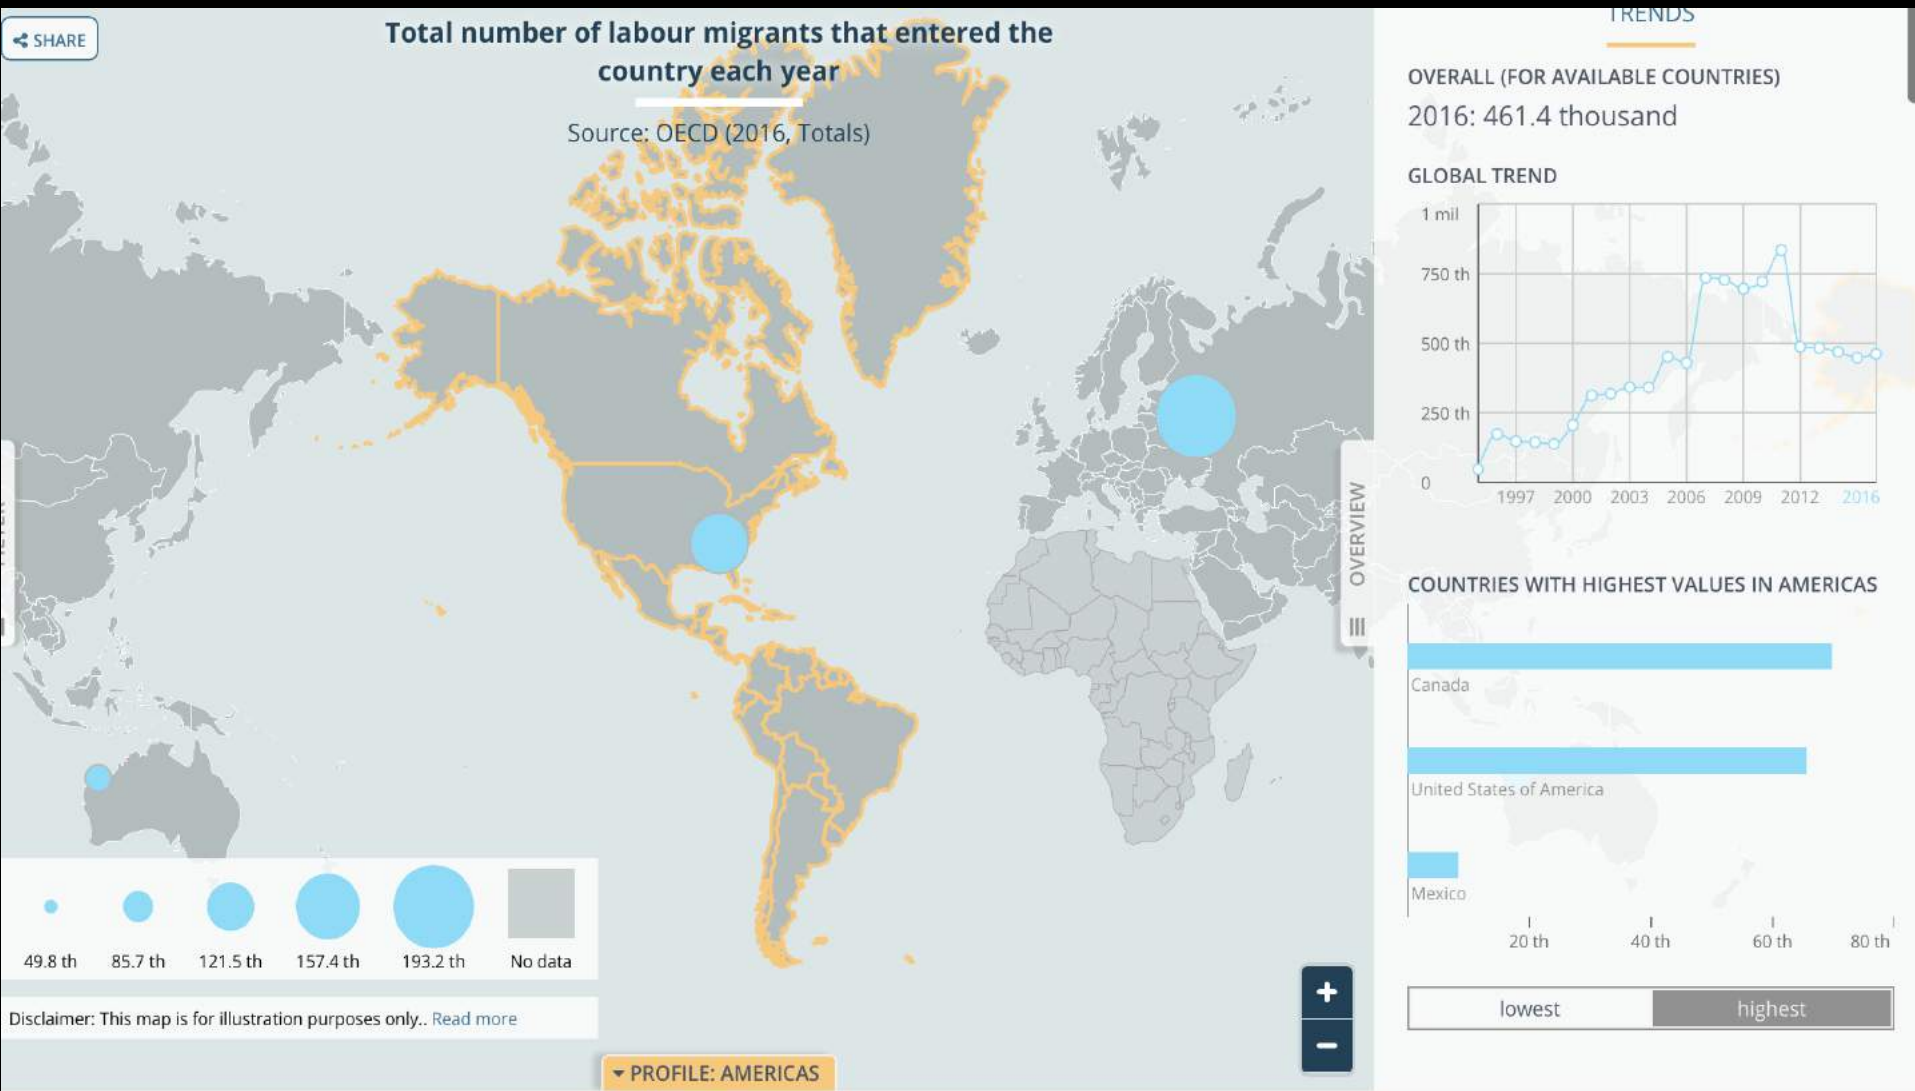 SHARE
Total number of labour migrants that entered the
country each year
Source: OECD (2016, Totals)
TRENDS
OVERALL (FOR AVAILABLE COUNTRIES)
2016: 461.4 thousand
GLOBAL TREND
1 mil
750 th
500 th
250 th
0
1997 2000 2003 2006 2009 2012 2016
OVERVIEW
COUNTRIES WITH HIGHEST VALUES IN AMERICAS
Canada
United States of America
Mexico
20 th 40 th 60 th 80 th
lowest highest
49.8 th 85.7 th 121.5 th 157.4 th 193.2 th No data
Disclaimer: This map is for illustration purposes only.. Read more
PROFILE: AMERICAS